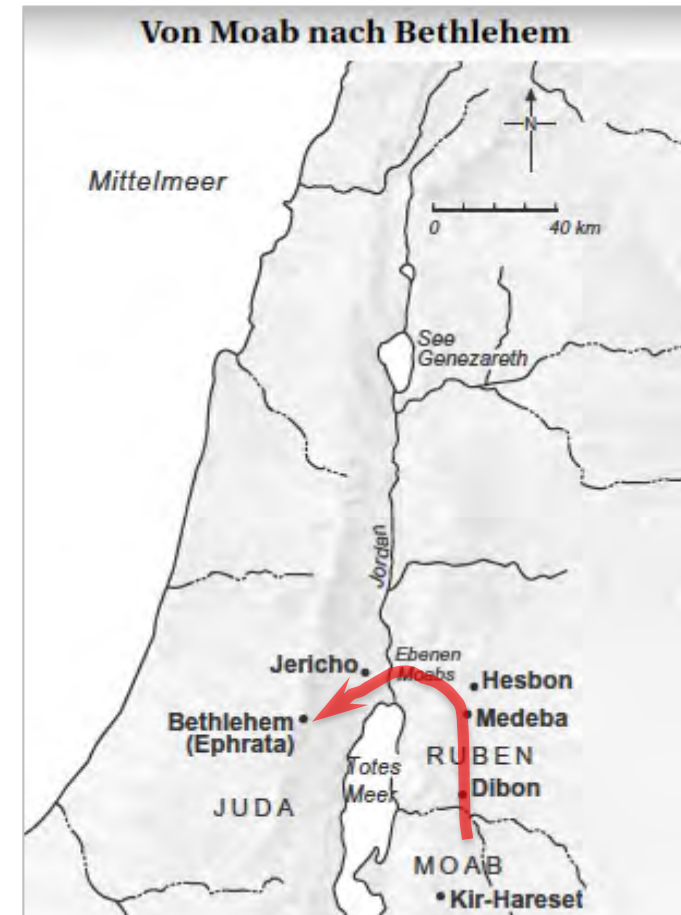 Von Moab nach Bethlehem
Mittelmeer
N
0 40 km
See
Genezareth
Jordan
Ebenen
Moabs
Jericho
Hesbon
Bethlehem
(Ephrata)
Medeba
RUBEN
Totes
Meer
Dibon
JUDA
MOAB
Kir-Hareset